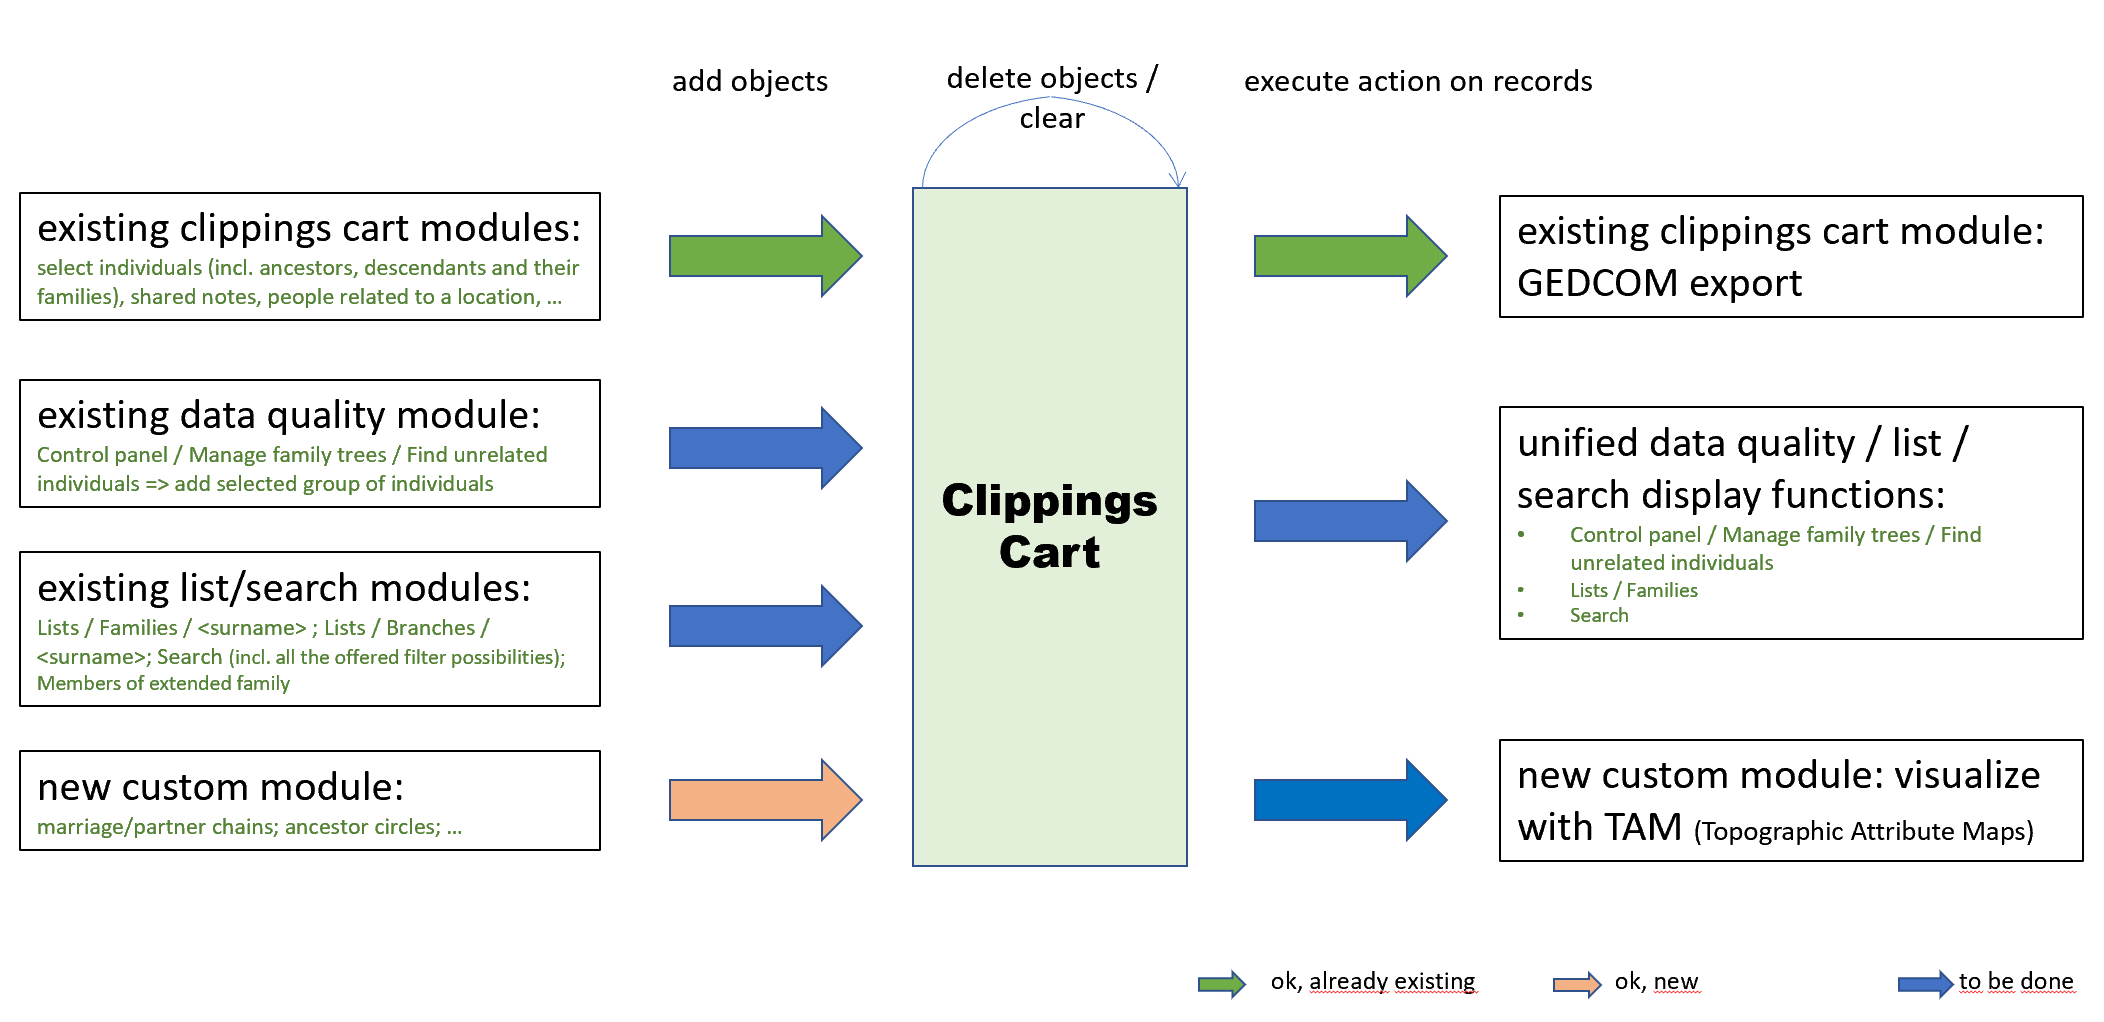 add objects
delete objects /
clear
execute action on records
existing clippings cart modules:
select individuals (incl. ancestors, descendants and their
families), shared notes, people related to a location, ...
existing data quality module:
Control panel / Manage family trees / Find unrelated
individuals => add selected group of individuals
existing list/search modules:
Lists / Families / <surname> ; Lists / Branches /
<surname>; Search (incl. all the offered filter possibilities);
Members of extended family
new custom module:
marriage/partner chains; ancestor circles; ...
Clippings
Cart
existing clippings cart module:
GEDCOM export
unified data quality / list /
search display functions:
• Control panel / Manage family trees / Find
unrelated individuals
• Lists / Families
• Search
new custom module: visualize
with TAM (Topographic Attribute Maps)
ok, already existing
ok, new
to be done